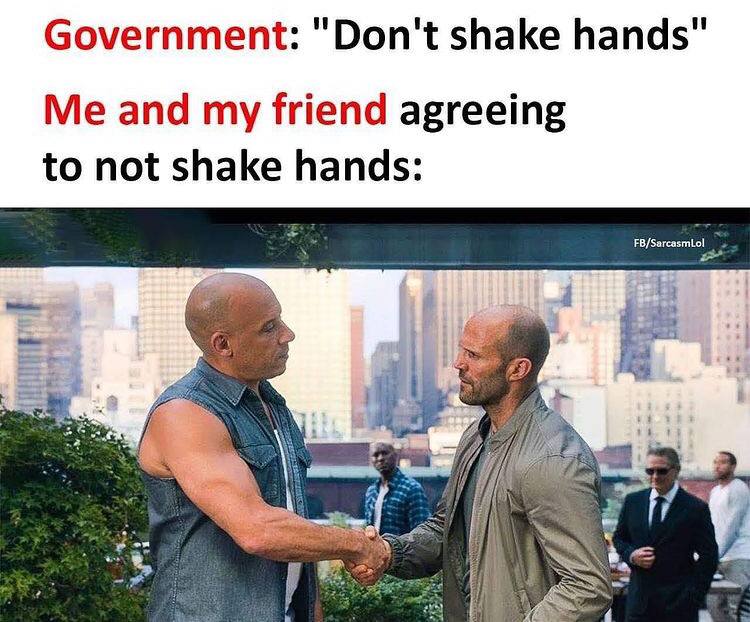 Government: "Don't shake hands"
Me and my friend agreeing
to not shake hands:
FB/SarcasmLol